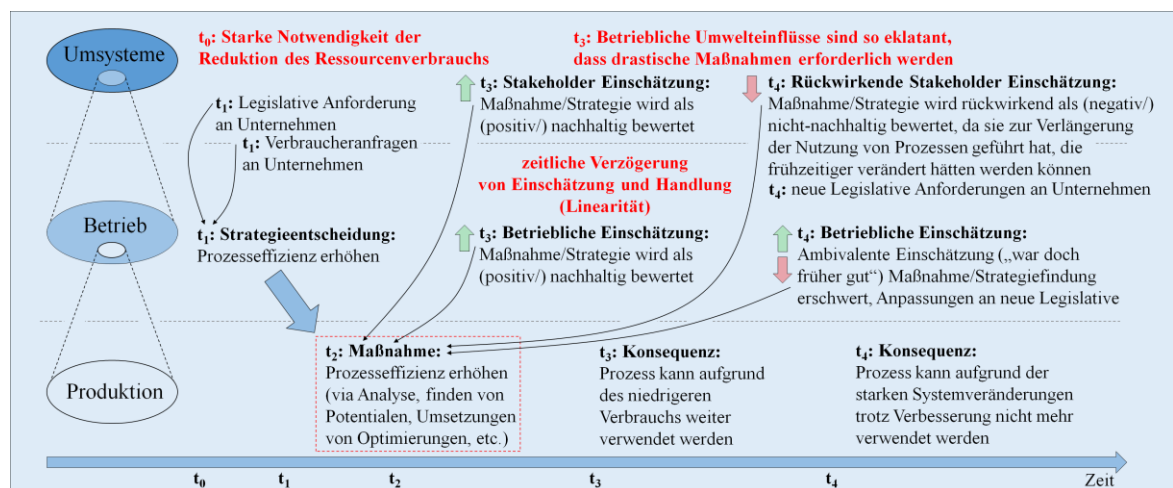 Umsysteme
t₀: Starke Notwendigkeit der
Reduktion des Ressourcenverbrauchs
t₃: Betriebliche Umwelteinflüsse sind so eklatant,
dass drastische Maßnahmen erforderlich werden
t₁: Legislative Anforderung
an Unternehmen
t₁: Verbraucheranfragen
an Unternehmen
t₃: Stakeholder Einschätzung:
Maßnahme/Strategie wird als
(positiv/) nachhaltig bewertet
t₄: Rückwirkende Stakeholder Einschätzung:
Maßnahme/Strategie wird rückwirkend als (negativ/)
nicht-nachhaltig bewertet, da sie zur Verlängerung
der Nutzung von Prozessen geführt hat, die
frühzeitiger verändert hätten werden können
t₄: neue Legislative Anforderungen an Unternehmen
zeitliche Verzögerung
von Einschätzung und Handlung
(Linearität)
Betrieb
t₁: Strategieentscheidung:
Prozesseffizienz erhöhen
t₃: Betriebliche Einschätzung:
Maßnahme/Strategie wird als
(positiv/) nachhaltig bewertet
t₄: Betriebliche Einschätzung:
Ambivalente Einschätzung („war doch
früher gut“) Maßnahme/Strategiefindung
erschwert, Anpassungen an neue Legislative
Produktion
t₂: Maßnahme:
Prozesseffizienz erhöhen
(via Analyse, finden von
Potentialen, Umsetzungen
von Optimierungen, etc.)
t₃: Konsequenz:
Prozess kann aufgrund
des niedrigeren
Verbrauchs weiter
verwendet werden
t₄: Konsequenz:
Prozess kann aufgrund der
starken Systemveränderungen
trotz Verbesserung nicht mehr
verwendet werden
t₀ t₁ t₂ t₃ t₄ Zeit